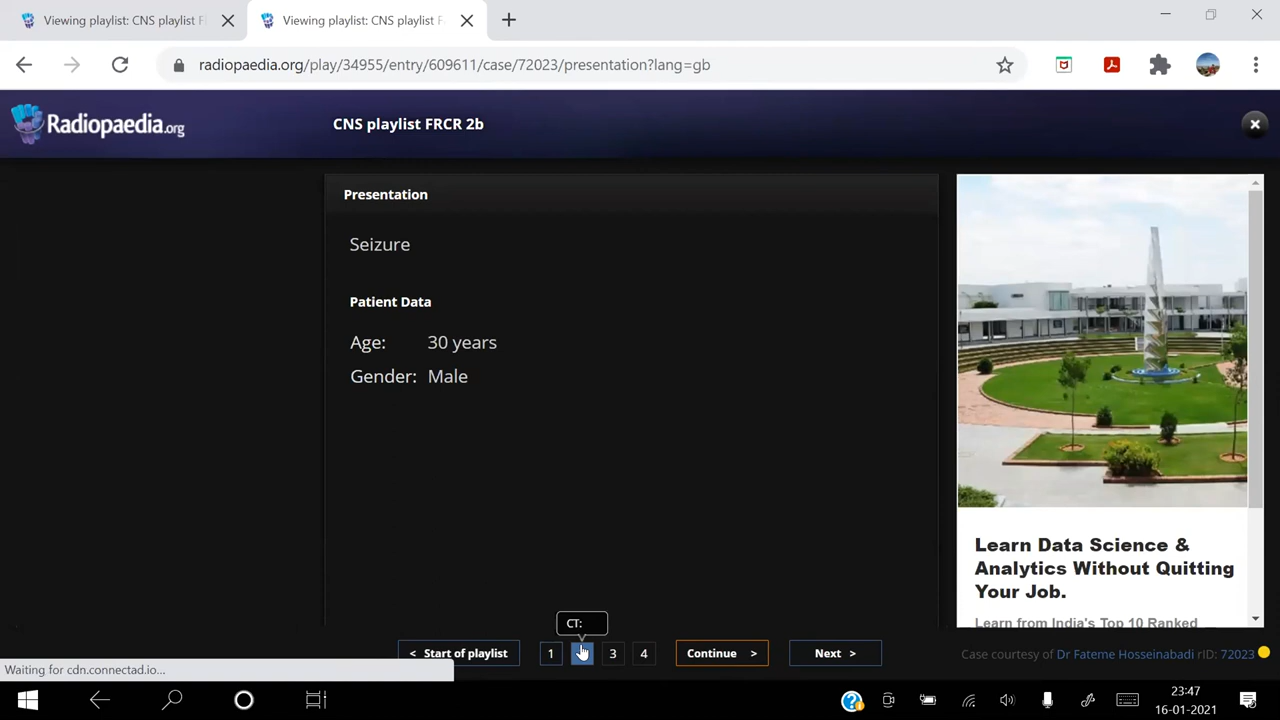 Viewing playlist: CNS playlist F
Viewing playlist: CNS playlist F
radiopaedia.org/play/34955/entry/609611/case/72023/presentation?lang=gb
Radiopaedia.org
CNS playlist FRCR 2b
Presentation
Seizure
Patient Data
Age: 30 years
Gender: Male
Learn Data Science &
Analytics Without Quitting
Your Job.
Learn from India's Top 10 Ranked
CT:
< Start of playlist 1 3 4 Continue > Next >
Case courtesy of Dr Fateme Hosseinabadi rID: 72023
Waiting for cdn.connectad.io...
23:47
16-01-2021